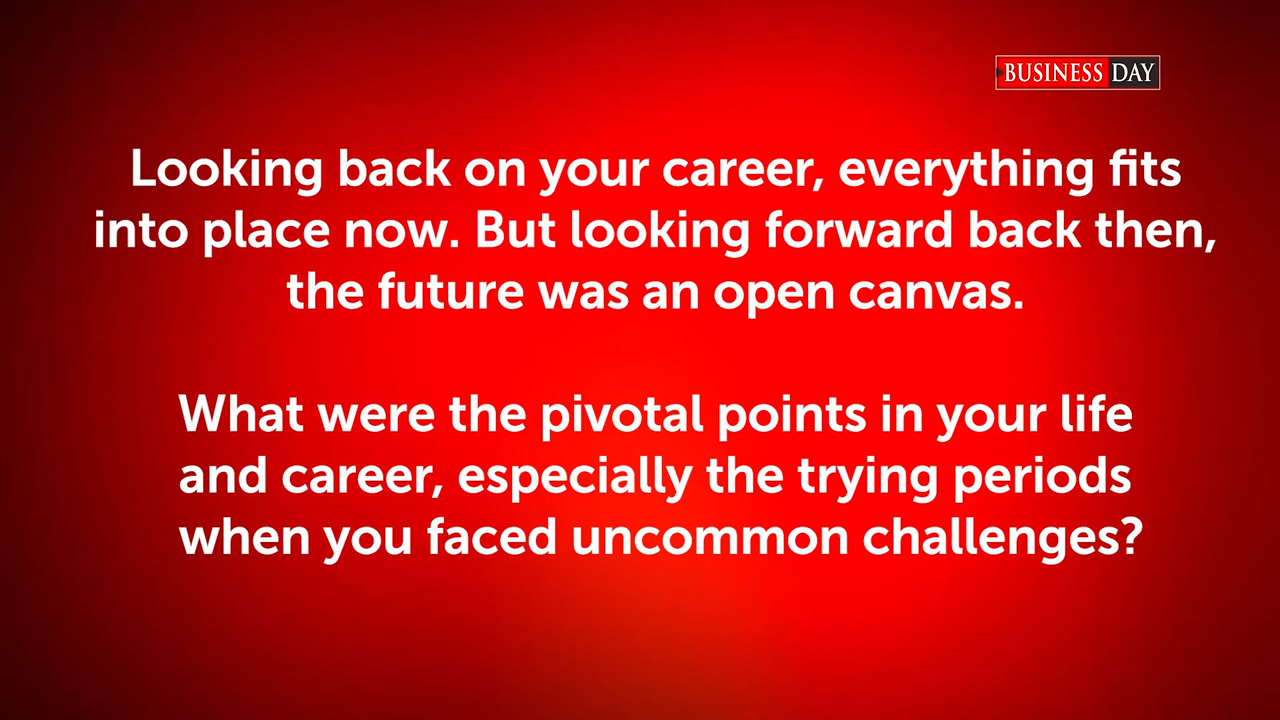 BUSINESS DAY
Looking back on your career, everything fits
into place now. But looking forward back then,
the future was an open canvas.
What were the pivotal points in your life
and career, especially the trying periods
when you faced uncommon challenges?